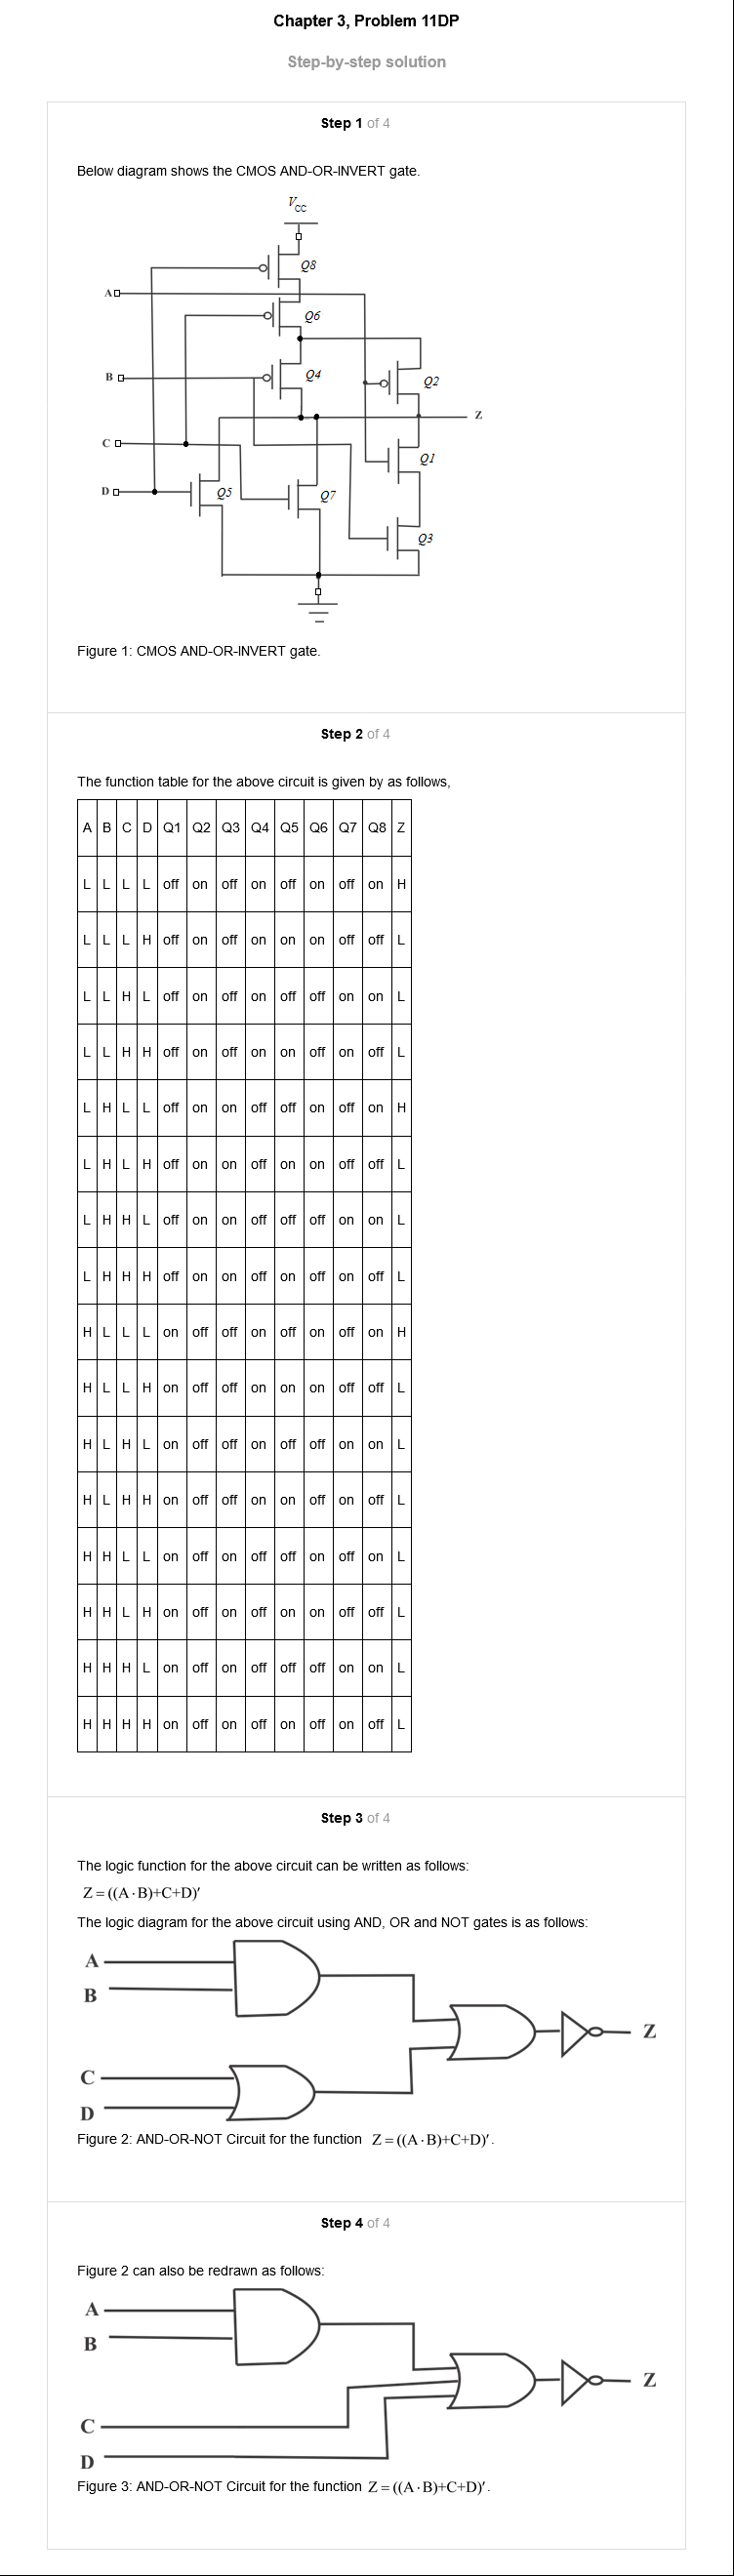 Chapter 3, Problem 11DP
Step-by-step solution
Step 1 of 4
Below diagram shows the CMOS AND-OR-INVERT gate.
VCC
Q8
A
Q6
B
Q4
Q2
Z
C
Q1
D
Q5
Q7
Q3
Figure 1: CMOS AND-OR-INVERT gate.
Step 2 of 4
The function table for the above circuit is given by as follows,
A B C D Q1 Q2 Q3 Q4 Q5 Q6 Q7 Q8 Z
L L L L off on off on off on off on H
L L L H off on off on on on off off L
L L H L off on off on off off on on L
L L H H off on off on on off on off L
L H L L off on on off off on off on H
L H L H off on on off on on off off L
L H H L off on on off off off on on L
L H H H off on on off on off on off L
H L L L on off off on off on off on H
H L L H on off off on on on off off L
H L H L on off off on off off on on L
H L H H on off off on on off on off L
H H L L on off on off off on off on L
H H L H on off on off on on off off L
H H H L on off on off off off on on L
H H H H on off on off on off on off L
Step 3 of 4
The logic function for the above circuit can be written as follows:
Z=((A·B)+C+D)′
The logic diagram for the above circuit using AND, OR and NOT gates is as follows:
A
B
Z
C
D
Figure 2: AND-OR-NOT Circuit for the function Z=((A·B)+C+D)′.
Step 4 of 4
Figure 2 can also be redrawn as follows:
A
B
Z
C
D
Figure 3: AND-OR-NOT Circuit for the function Z=((A·B)+C+D)′.